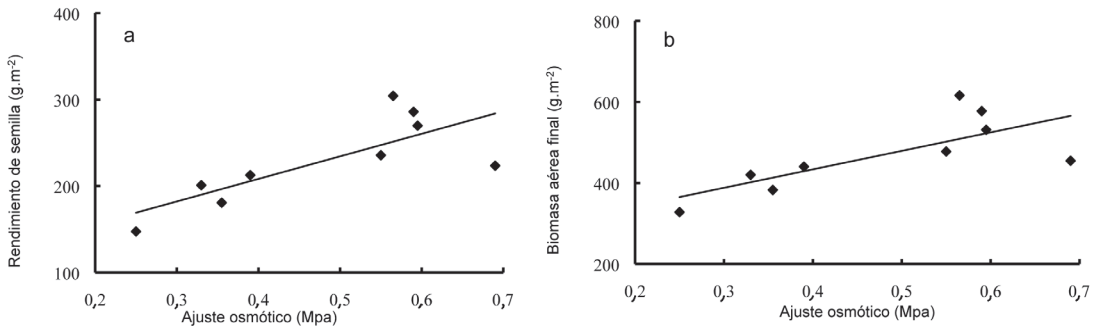 a
Rendimiento de semilla (g.m-2)
400
300
200
100
0,2 0,3 0,4 0,5 0,6 0,7
Ajuste osmótico (Mpa)
b
Biomasa aérea final (g.m-2)
800
600
400
200
0,2 0,3 0,4 0,5 0,6 0,7
Ajuste osmótico (Mpa)